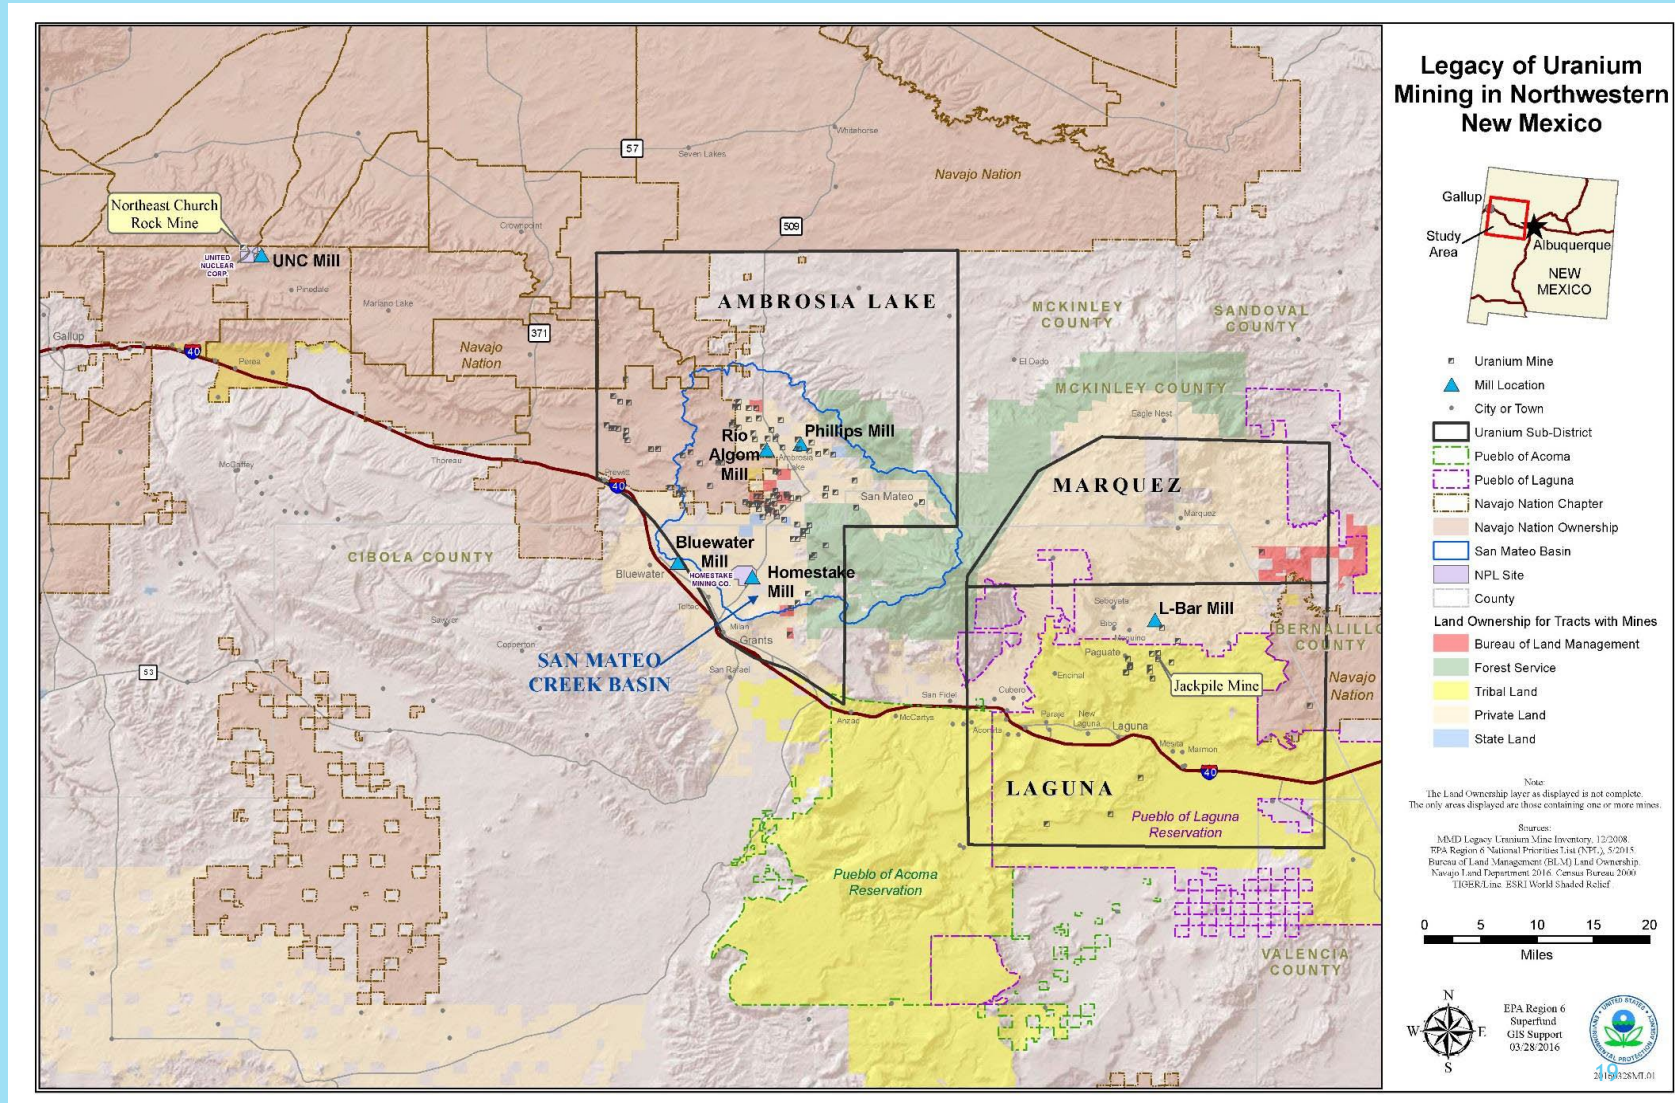 Legacy of Uranium
Mining in Northwestern
New Mexico
Gallup
Study
Area
Albuquerque
NEW
MEXICO
Uranium Mine
Mill Location
City or Town
Uranium Sub-District
Pueblo of Acoma
Pueblo of Laguna
Navajo Nation Chapter
Navajo Nation Ownership
San Mateo Basin
NPL Site
County
Land Ownership for Tracts with Mines
Bureau of Land Management
Forest Service
Tribal Land
Private Land
State Land
Note:
The Land Ownership layer as displayed is not complete.
The only areas displayed are those containing one or more mines.
Sources:
MMD Legacy Uranium Mine Inventory, 12/2008.
EPA Region 6 National Priorities List (NPL), 5/2015
Bureau of Land Management (BLM) Land Ownership.
Navajo Land Department 2016. Census Bureau 2000
TIGER/Line. ESRI World Shaded Relief
0 5 10 15 20
Miles
N
W E
S
EPA Region 6
Superfund
GIS Support
03/28/2016
UNITED STATES
ENVIRONMENTAL PROTECTION AGENCY
20160328ML01
19
57
Whitehorse
Seven Lakes
Navajo Nation
Northeast Church
Rock Mine
Crownpoint
509
UNITED
NUCLEAR
CORP.
UNC Mill
Pinedale
Mariano Lake
AMBROSIA LAKE
MCKINLEY
COUNTY
SANDOVAL
COUNTY
Gallup
40
371
Navajo
Nation
Perea
El Dado
MCKINLEY COUNTY
Eagle Nest
Rio
Algom
Mill
Phillips Mill
Ambrosia
Lake
McGaffey
Thoreau
Prewitt
40
San Mateo
MARQUEZ
Marquez
CIBOLA COUNTY
Bluewater
Mill
Bluewater
HOMESTAKE
MINING CO.
Homestake
Mill
Toltec
Milan
Grants
Sawyer
Copperton
SAN MATEO
CREEK BASIN
San Rafael
53
Seboyeta
Bibo
Moquino
L-Bar Mill
BERNALILLO
COUNTY
Paguate
Encinal
Jackpile Mine
Navajo
Nation
San Fidel
Cubero
Anzac
McCartys
Acomita
Paraje
New
Laguna
Laguna
Mesita
Marmon
40
LAGUNA
Pueblo of Laguna
Reservation
Pueblo of Acoma
Reservation
VALENCIA
COUNTY